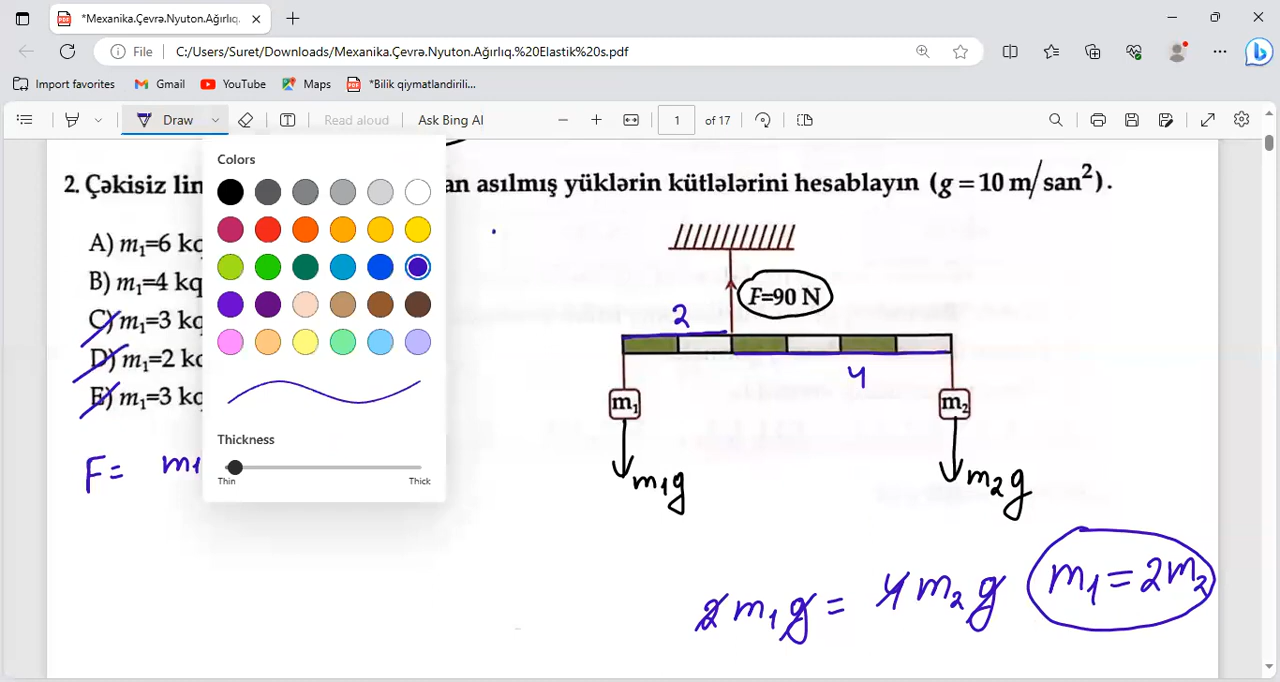 *Mexanika.Çevrə.Nyuton.Ağırlıq.
File C:/Users/Suret/Downloads/Mexanika.Çevrə.Nyuton.Ağırlıq.%20Elastik%20s.pdf
Import favorites Gmail YouTube Maps *Bilik qiymatlandirili...
Draw Read aloud Ask Bing AI 1 of 17
Colors
Thickness
Thin Thick
2. Çəkisiz lin an asılmış yüklərin kütlələrini hesablayın (g = 10 m/san²).
A) m₁=6 kq
B) m₁=4 kq
C) m₁=3 kq
D) m₁=2 kq
E) m₁=3 kq
F=90 N
2
4
m₁ m₂
m₁g m₂g
F= m₁
2m₁g = 4m₂g m₁=2m₂